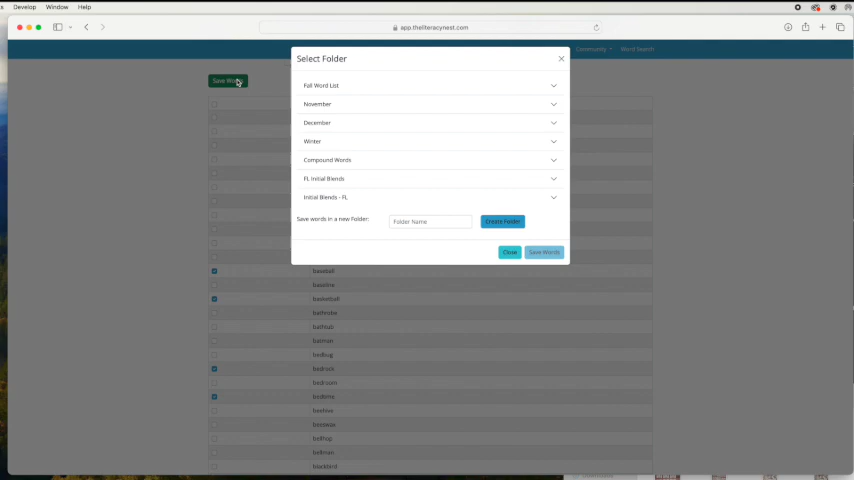 Develop Window Help
app.theliteracynest.com
Community Word Search
Save Words
Select Folder
Fall Word List
November
December
Winter
Compound Words
FL Initial Blends
Initial Blends - FL
Save words in a new Folder: Folder Name Create Folder
Close Save Words
baseball
baseline
basketball
bathrobe
bathtub
batman
bedbug
bedrock
bedroom
bedtime
beehive
beeswax
bellhop
bellman
blackbird